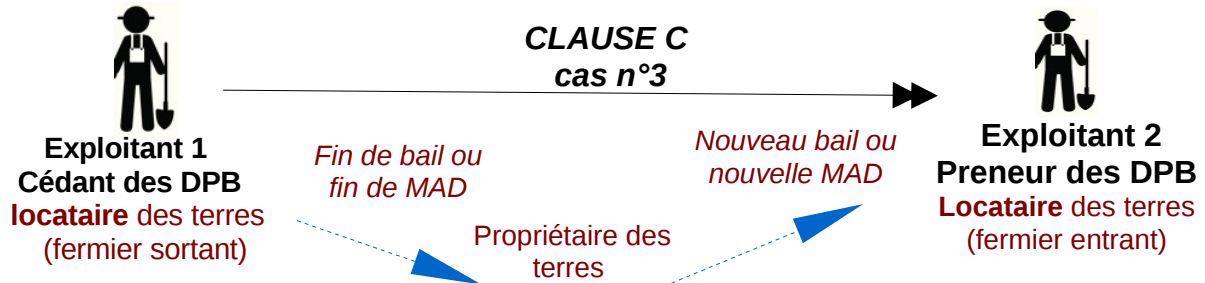 CLAUSE C
cas n°3
Exploitant 1
Cédant des DPB
locataire des terres
(fermier sortant)
Fin de bail ou
fin de MAD
Propriétaire des
terres
Nouveau bail ou
nouvelle MAD
Exploitant 2
Preneur des DPB
Locataire des terres
(fermier entrant)